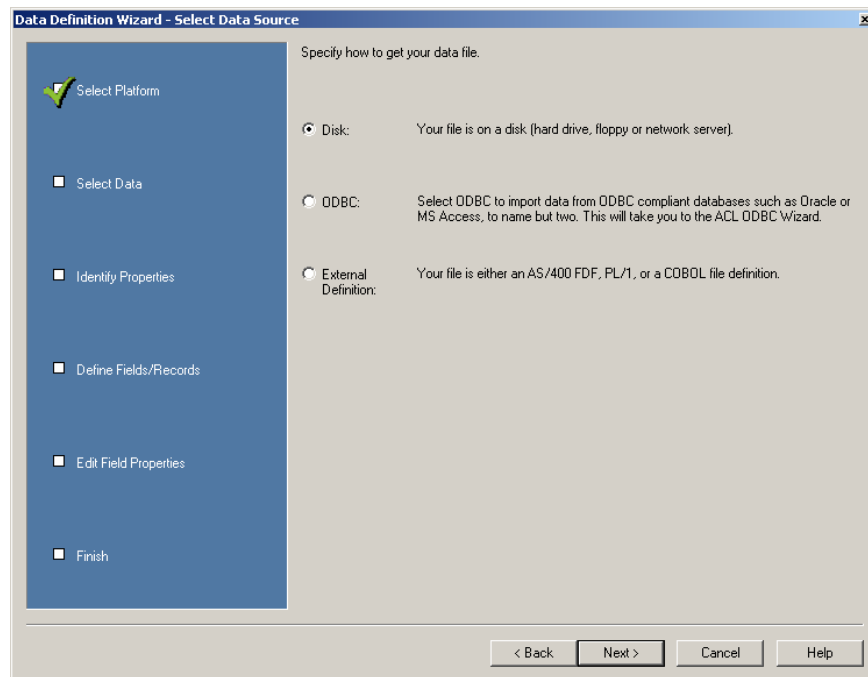 Data Definition Wizard - Select Data Source
Select Platform
Select Data
Identify Properties
Define Fields/Records
Edit Field Properties
Finish
Specify how to get your data file.
Disk:
Your file is on a disk (hard drive, floppy or network server).
ODBC:
Select ODBC to import data from ODBC compliant databases such as Oracle or
MS Access, to name but two. This will take you to the ACL ODBC Wizard.
External
Definition:
Your file is either an AS/400 FDF, PL/1, or a COBOL file definition.
< Back
Next >
Cancel
Help